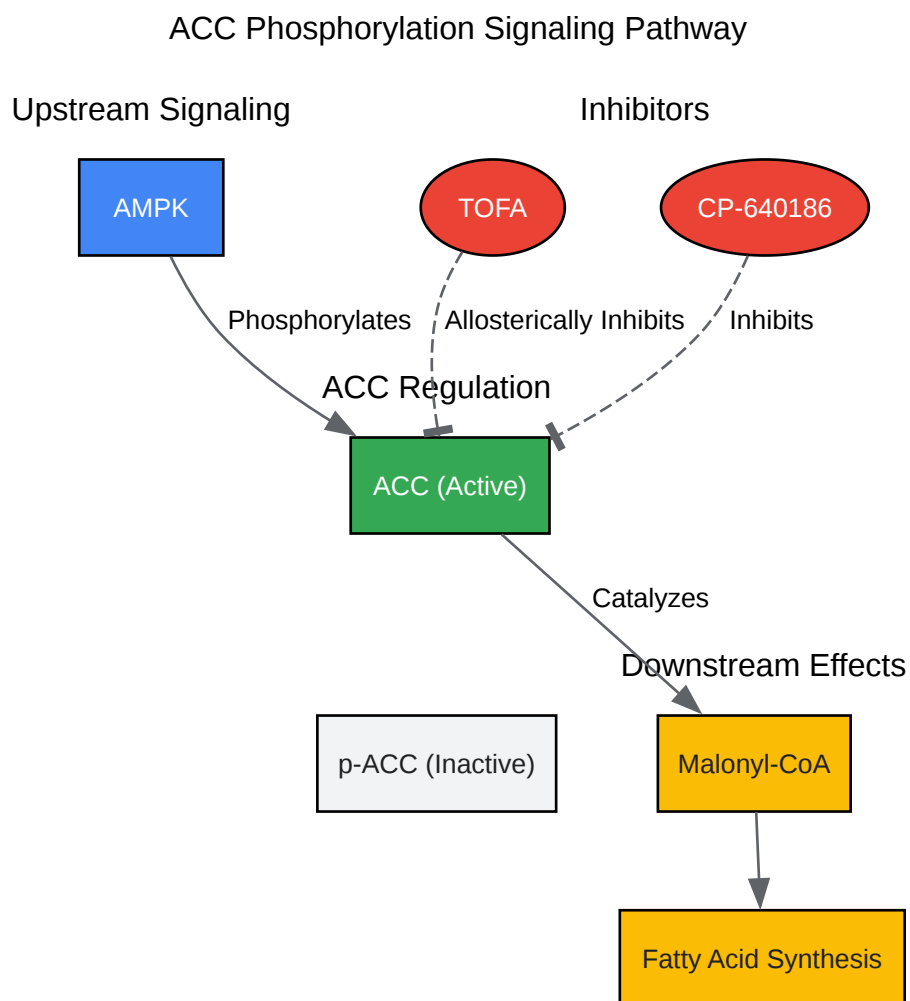 ACC Phosphorylation Signaling Pathway
Upstream Signaling
Inhibitors
AMPK
TOFA
CP-640186
Phosphorylates
Allosterically Inhibits
Inhibits
ACC Regulation
ACC (Active)
Catalyzes
Downstream Effects
p-ACC (Inactive)
Malonyl-CoA
Fatty Acid Synthesis